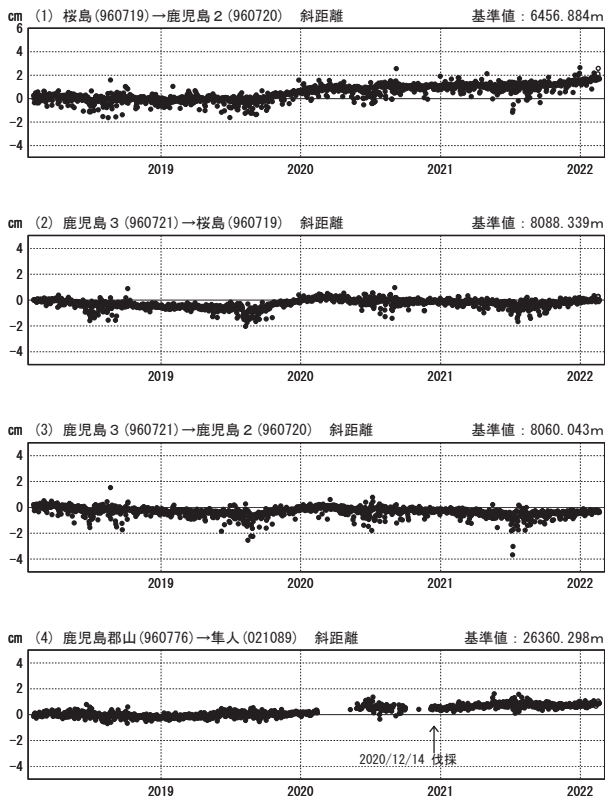 cm (1) 桜島(960719)→鹿児島2(960720) 斜距離 基準値：6456.884m
6
4
2
0
-2
-4
2019 2020 2021 2022
cm (2) 鹿児島3(960721)→桜島(960719) 斜距離 基準値：8088.339m
4
2
0
-2
-4
2019 2020 2021 2022
cm (3) 鹿児島3(960721)→鹿児島2(960720) 斜距離 基準値：8060.043m
4
2
0
-2
-4
2019 2020 2021 2022
cm (4) 鹿児島郡山(960776)→隼人(021089) 斜距離 基準値：26360.298m
4
2
0
-2
-4
2020/12/14 伐採
2019 2020 2021 2022